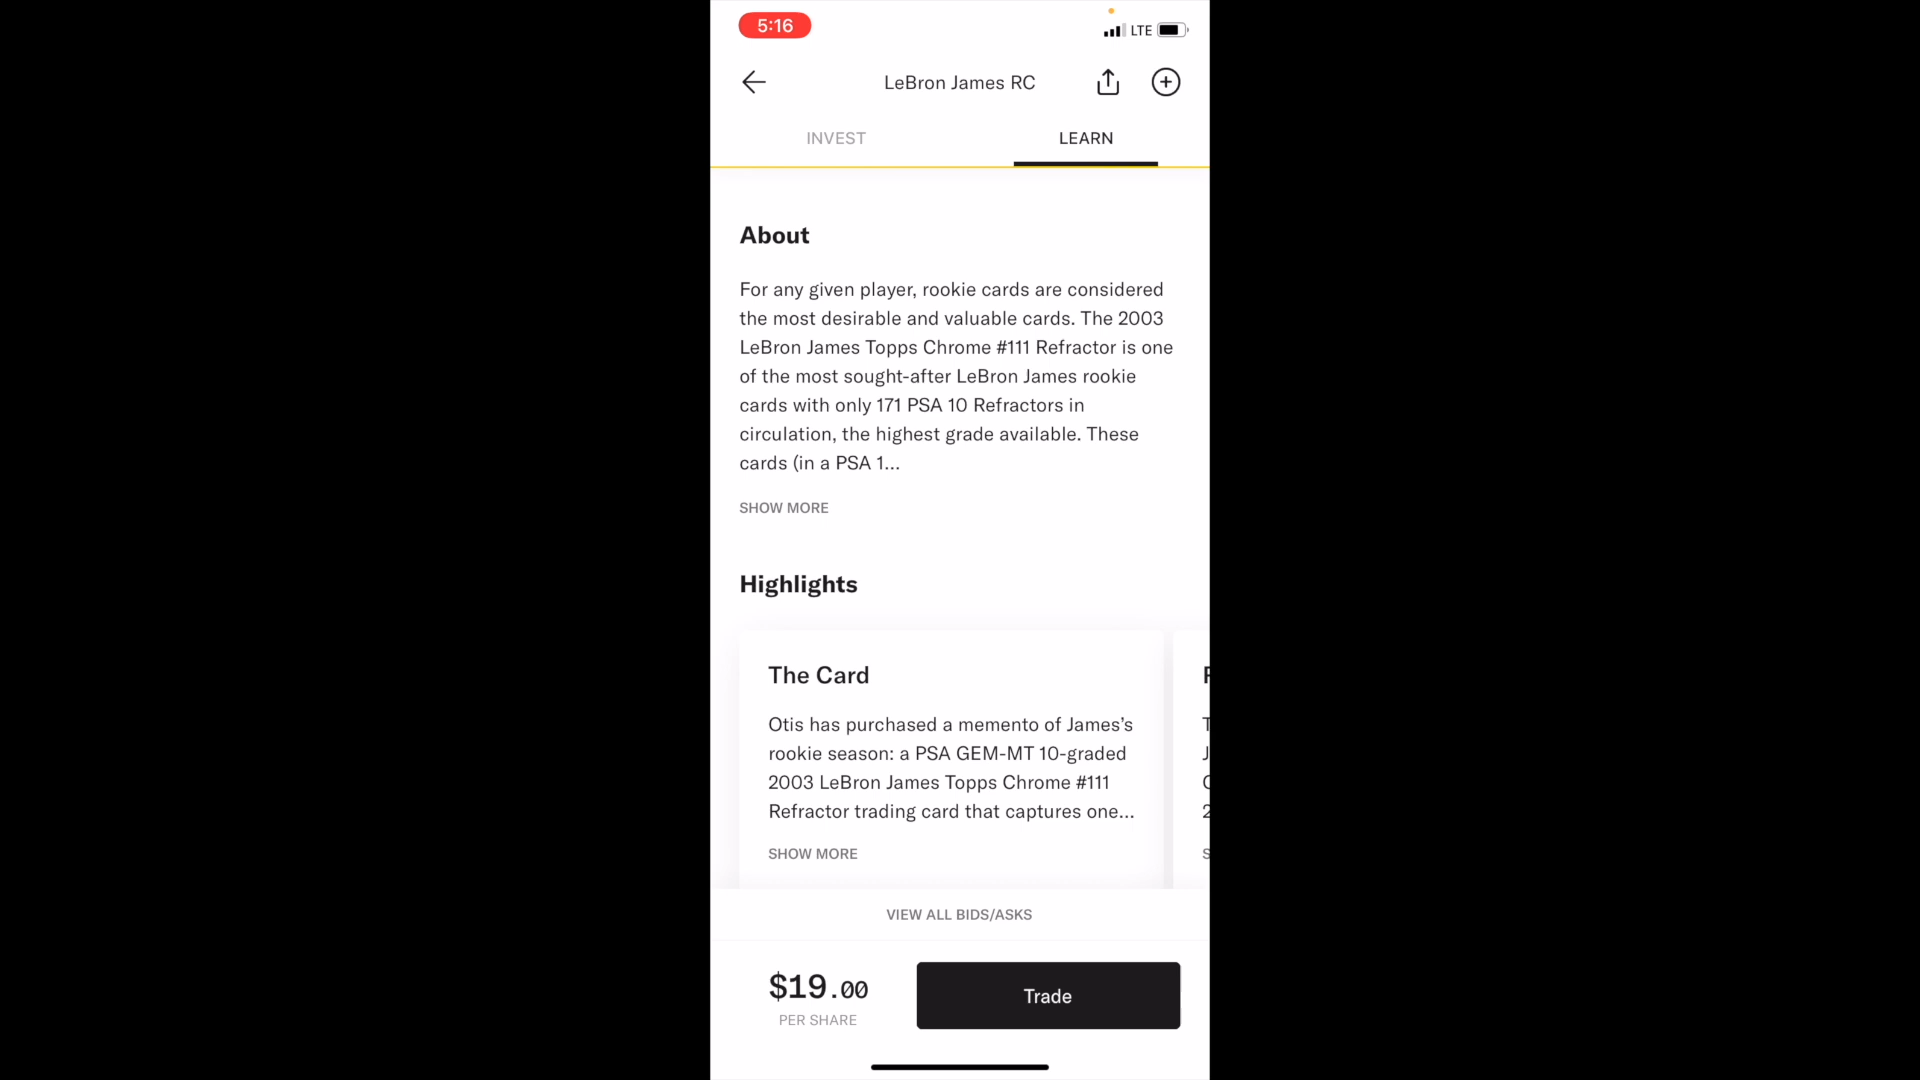 5:16
LTE
LeBron James RC
INVEST
LEARN
About
For any given player, rookie cards are considered
the most desirable and valuable cards. The 2003
LeBron James Topps Chrome #111 Refractor is one
of the most sought-after LeBron James rookie
cards with only 171 PSA 10 Refractors in
circulation, the highest grade available. These
cards (in a PSA 1...
SHOW MORE
Highlights
The Card
Otis has purchased a memento of James’s
rookie season: a PSA GEM-MT 10-graded
2003 LeBron James Topps Chrome #111
Refractor trading card that captures one...
SHOW MORE
VIEW ALL BIDS/ASKS
$19.00
PER SHARE
Trade